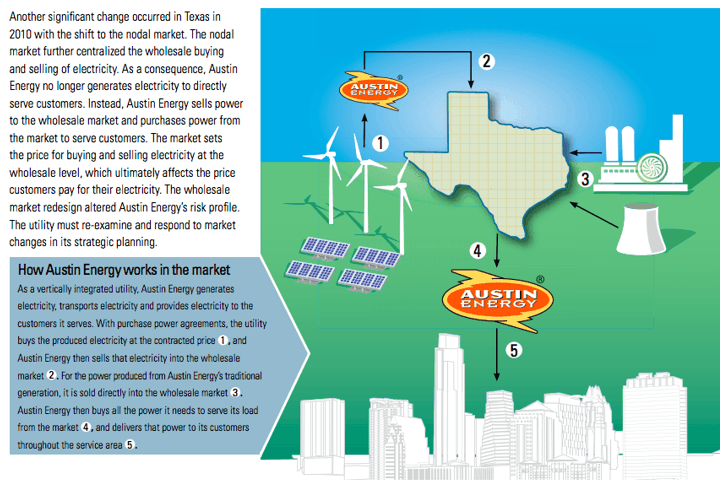 Another significant change occurred in Texas in
2010 with the shift to the nodal market. The nodal
market further centralized the wholesale buying
and selling of electricity. As a consequence, Austin
Energy no longer generates electricity to directly
serve customers. Instead, Austin Energy sells power
to the wholesale market and purchases power from
the market to serve customers. The market sets
the price for buying and selling electricity at the
wholesale level, which ultimately affects the price
customers pay for their electricity. The wholesale
market redesign altered Austin Energy's risk profile.
The utility must re-examine and respond to market
changes in its strategic planning.
How Austin Energy works in the market
As a vertically integrated utility, Austin Energy generates
electricity, transports electricity and provides electricity to the
customers it serves. With purchase power agreements, the utility
buys the produced electricity at the contracted price 1, and
Austin Energy then sells that electricity into the wholesale
market 2. For the power produced from Austin Energy's traditional
generation, it is sold directly into the wholesale market 3.
Austin Energy then buys all the power it needs to serve its load
from the market 4, and delivers that power to its customers
throughout the service area 5.
2
AUSTIN
ENERGY
®
1
3
4
AUSTIN
ENERGY
®
5